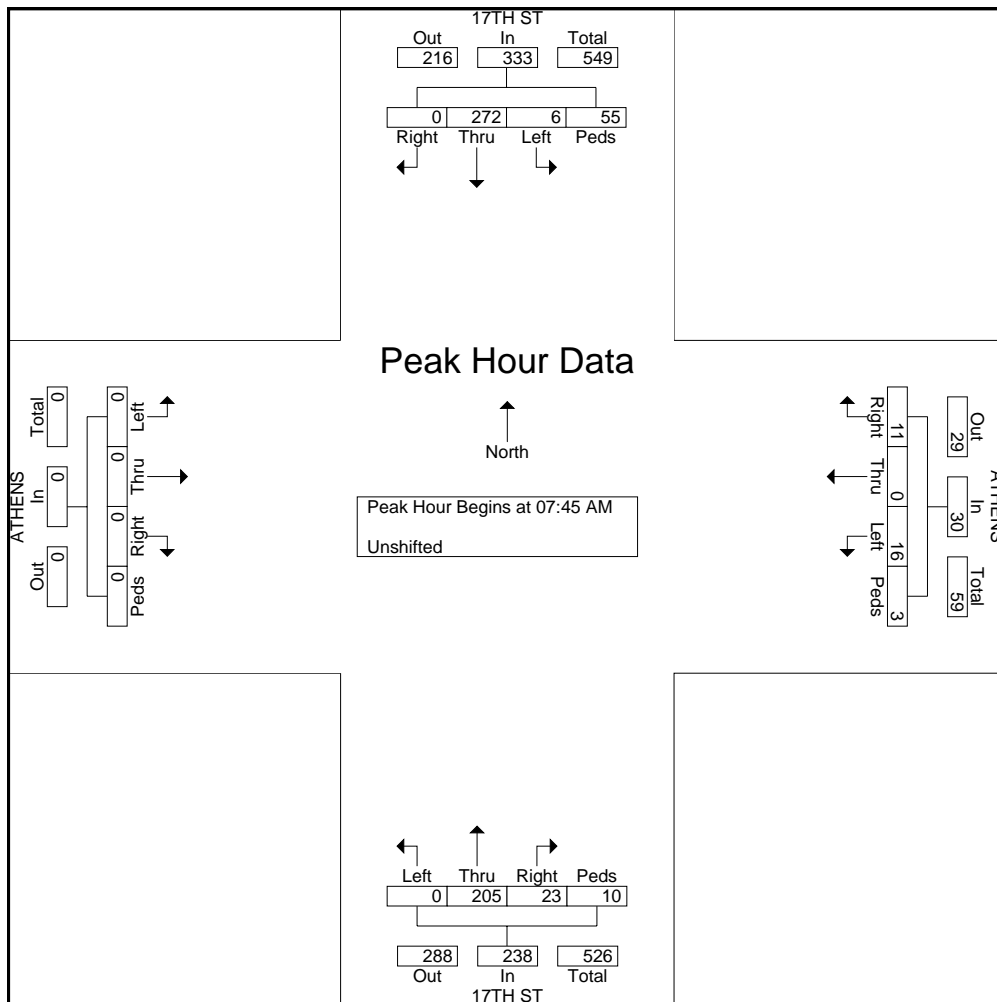 17TH ST
Out In Total
216 333 549
0 272 6 55
Right Thru Left Peds
Peak Hour Data
North
Peak Hour Begins at 07:45 AM
Unshifted
ATHENS
Total In Out
0 0 0
0 0 0 0
Left Thru Right Peds
ATHENS
Out In Total
29 30 59
11 0 16 3
Right Thru Left Peds
Left Thru Right Peds
0 205 23 10
288 238 526
Out In Total
17TH ST